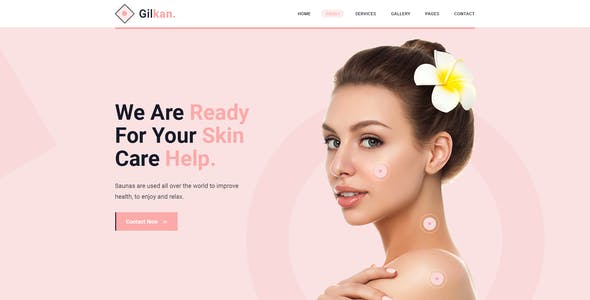 Gilkan.
HOME
ABOUT
SERVICES
GALLERY
PAGES
CONTACT
We Are Ready
For Your Skin
Care Help.
Saunas are used all over the world to improve
health, to enjoy and relax.
Contact Now